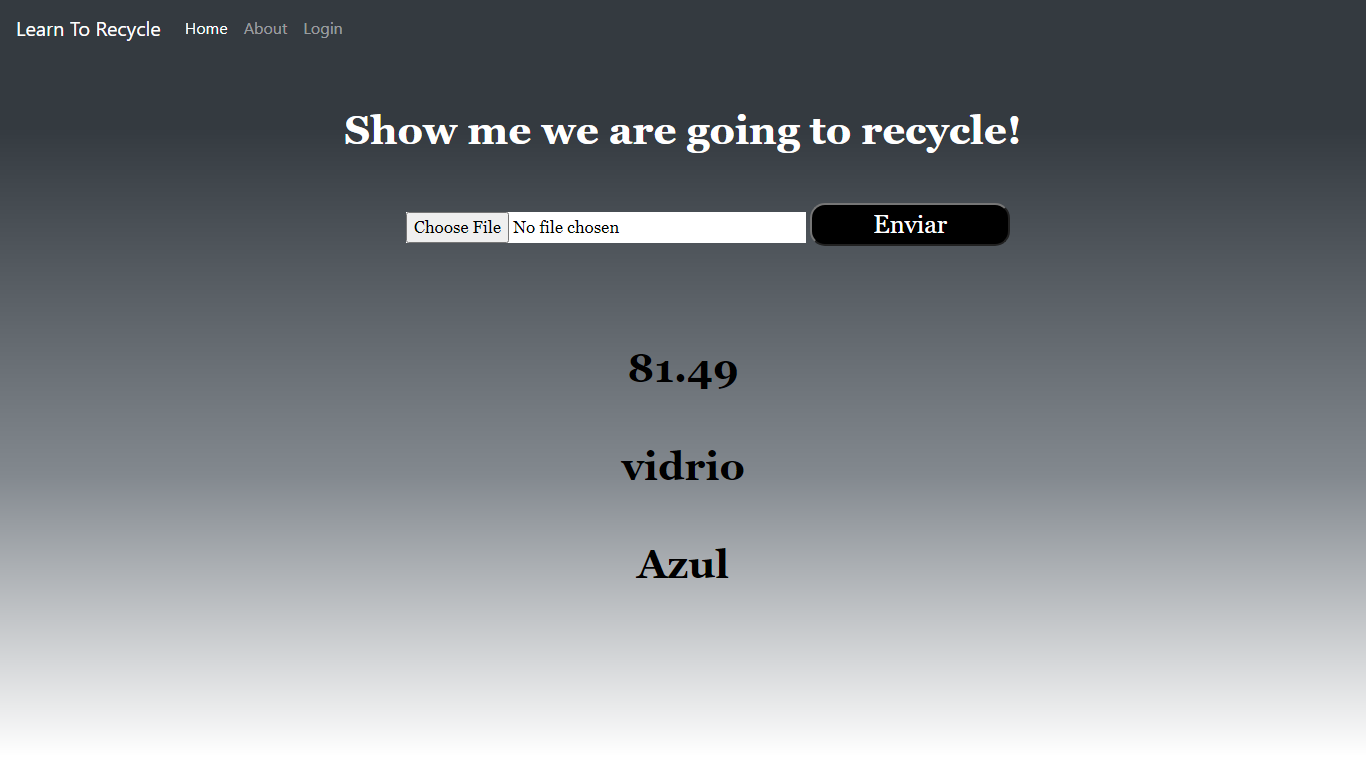 Learn To Recycle Home About Login
Show me we are going to recycle!
Choose File No file chosen Enviar
81.49
vidrio
Azul